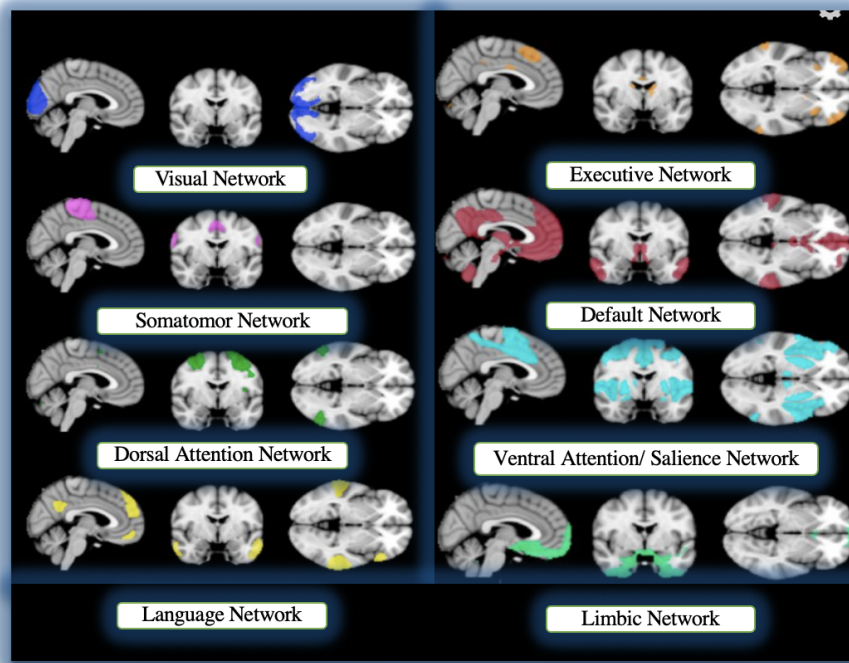 Visual Network
Executive Network
Somatomor Network
Default Network
Dorsal Attention Network
Ventral Attention/ Salience Network
Language Network
Limbic Network